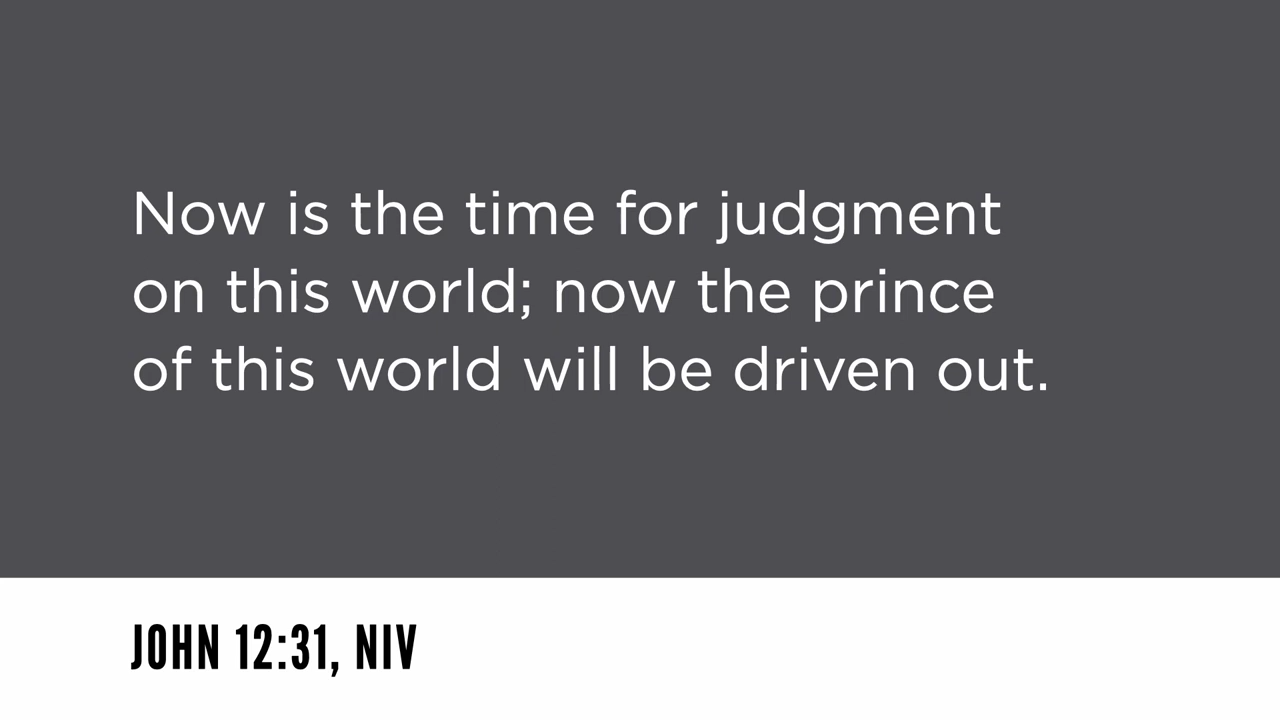 Now is the time for judgment
on this world; now the prince
of this world will be driven out.
JOHN 12:31, NIV